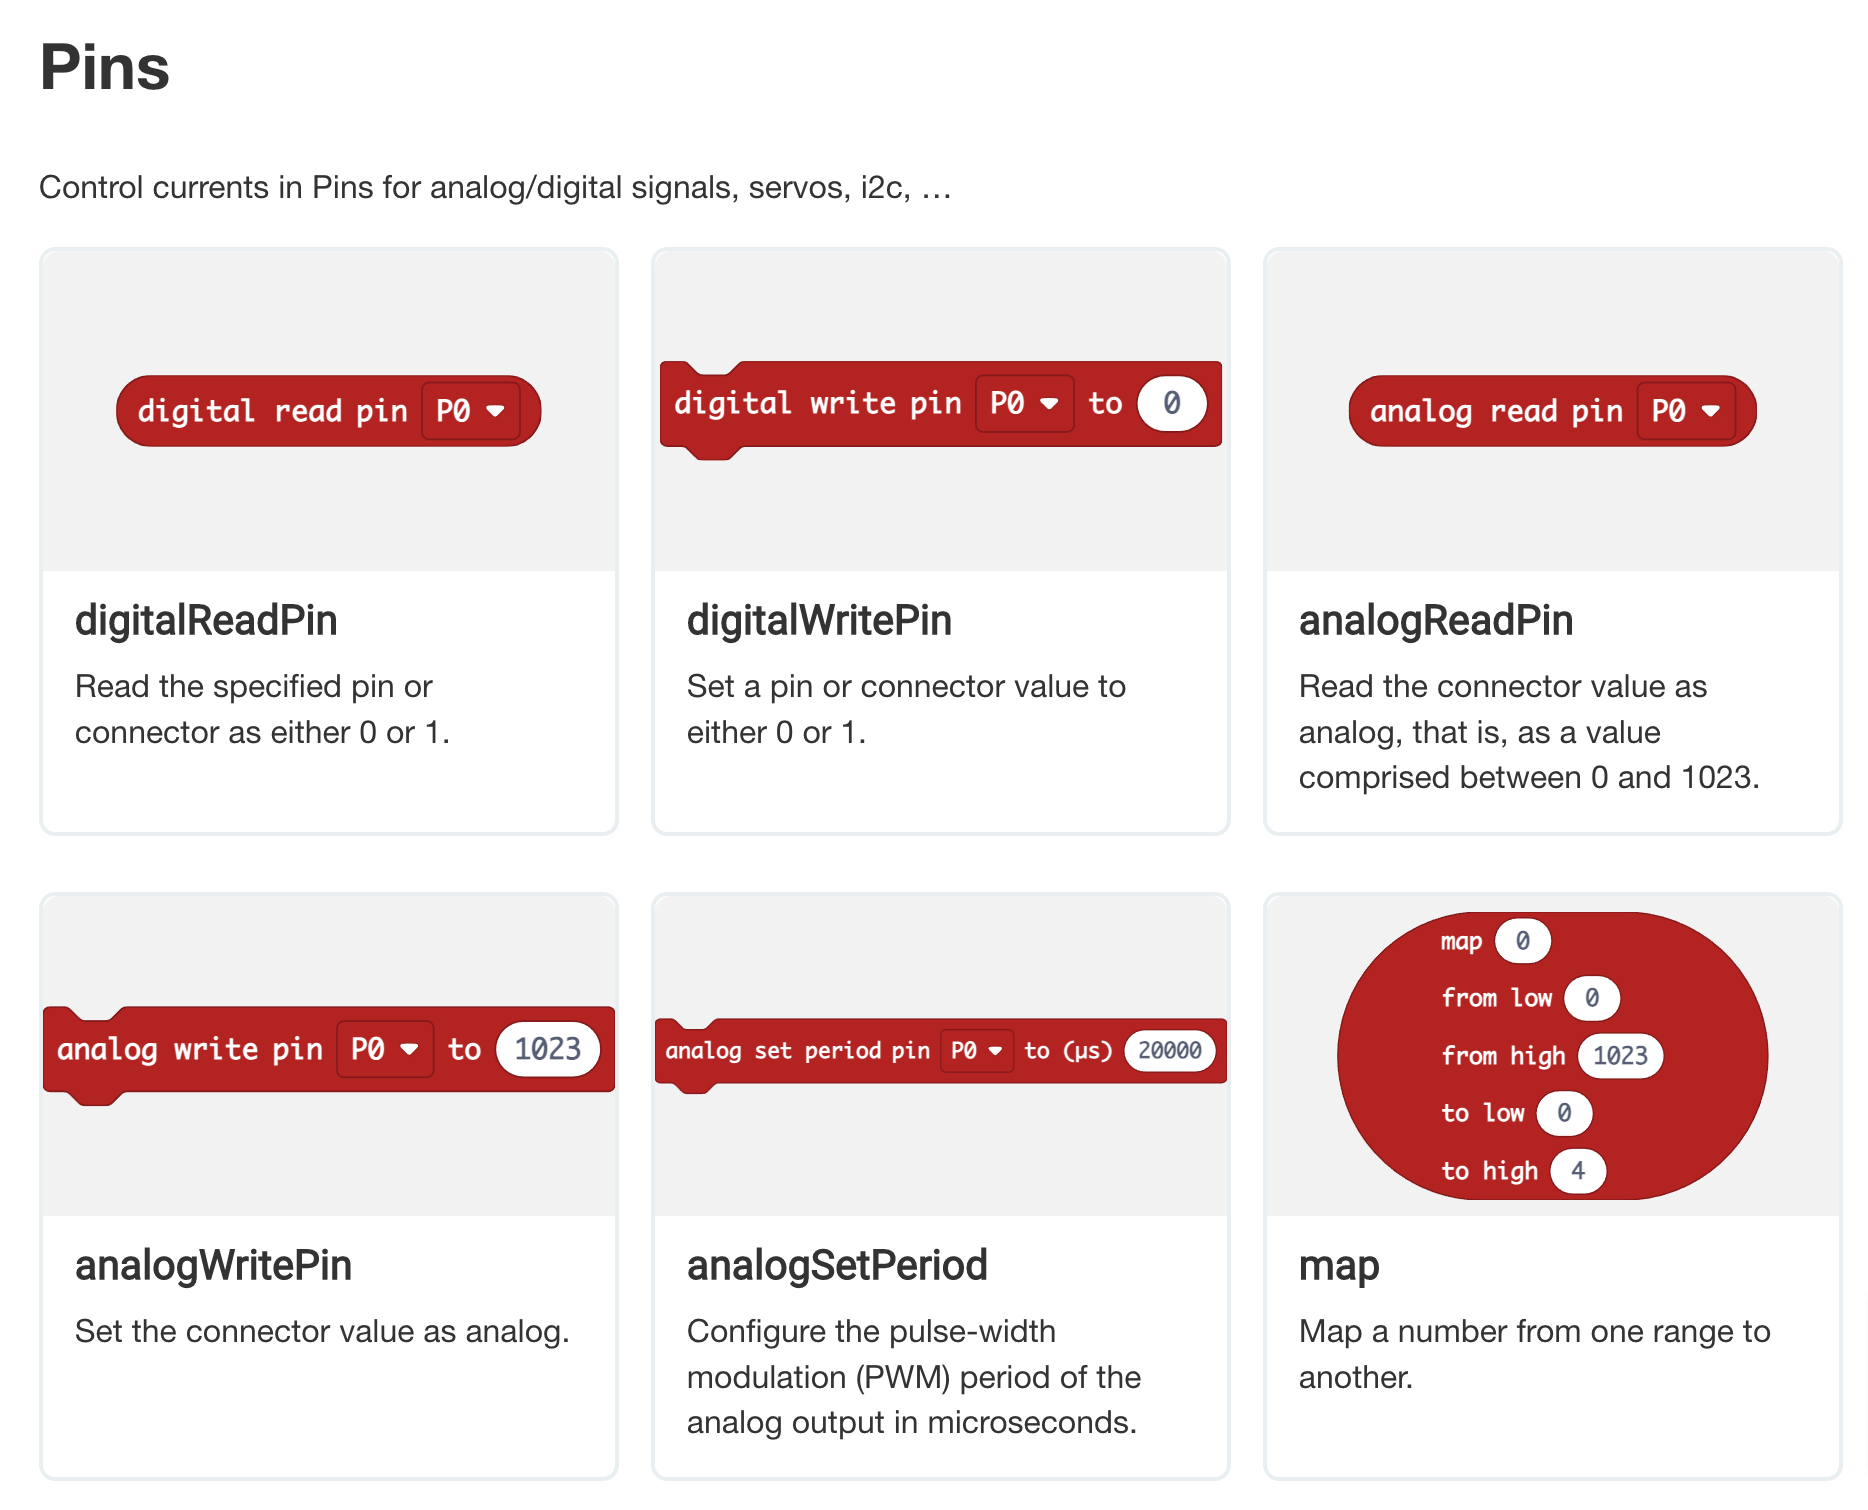 Pins
Control currents in Pins for analog/digital signals, servos, i2c, …
digital read pin P0
digitalReadPin
Read the specified pin or
connector as either 0 or 1.
digital write pin P0 to 0
digitalWritePin
Set a pin or connector value to
either 0 or 1.
analog read pin P0
analogReadPin
Read the connector value as
analog, that is, as a value
comprised between 0 and 1023.
analog write pin P0 to 1023
analogWritePin
Set the connector value as analog.
analog set period pin P0 to (µs) 20000
analogSetPeriod
Configure the pulse-width
modulation (PWM) period of the
analog output in microseconds.
map 0
from low 0
from high 1023
to low 0
to high 4
map
Map a number from one range to
another.